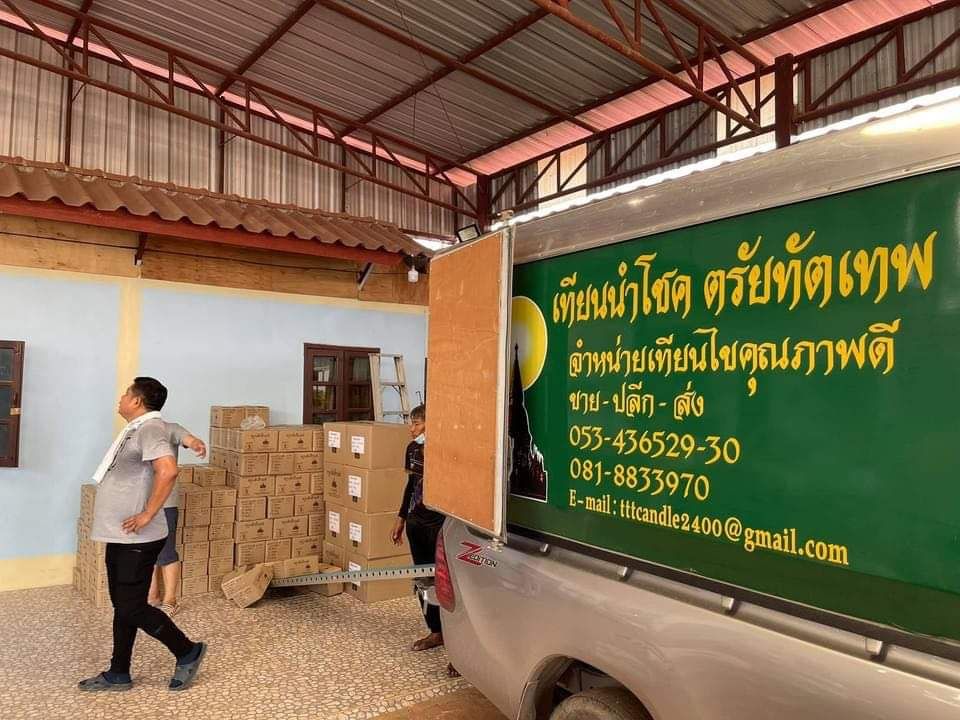 เทียนนำโชค ตรัยทัตเทพ
จำหน่ายเทียนไขคุณภาพดี
ขาย-ปลีก-ส่ง
053-436529-30
081-8833970
E-mail : tttcandle2400@gmail.com
Z EDITION